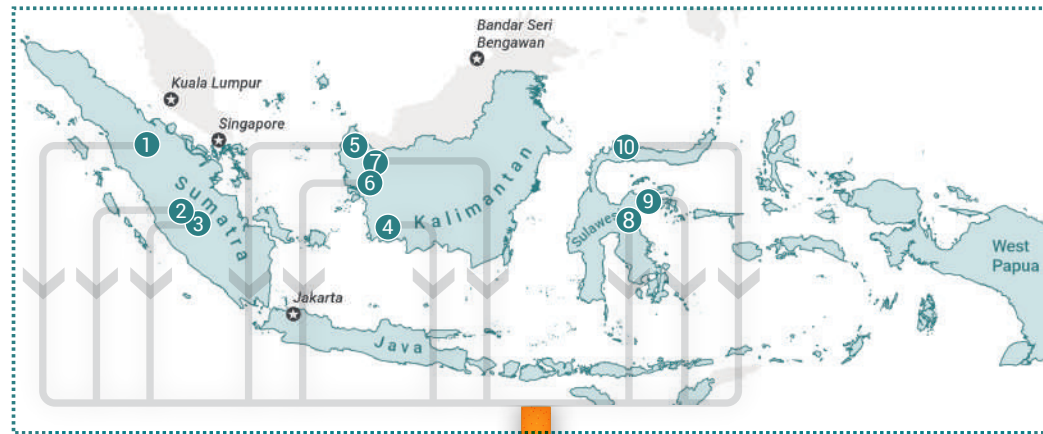 Bandar Seri
Bengawan
Kuala Lumpur
Singapore
1
5
7
6
10
Sumatra
2
3
4
Kalimantan
9
8
Sulawesi
West
Papua
Jakarta
Java